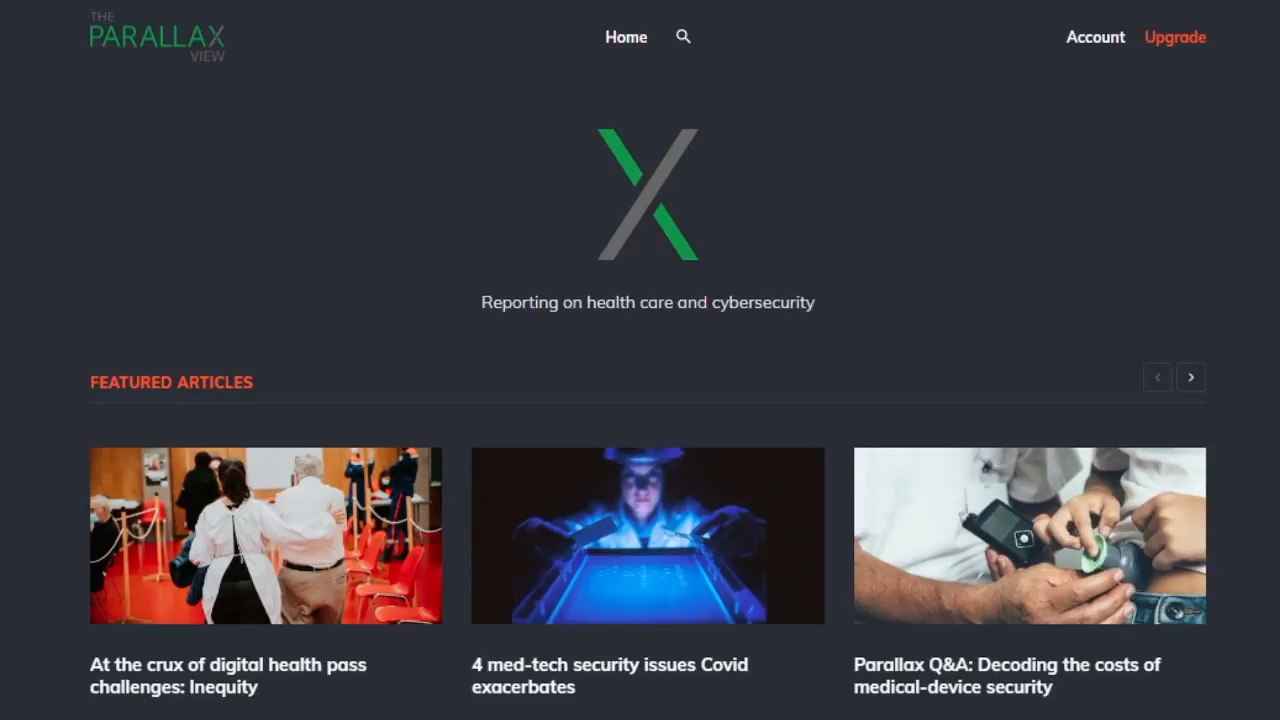 THE
PARALLAX
VIEW
Home
Account Upgrade
Reporting on health care and cybersecurity
FEATURED ARTICLES
At the crux of digital health pass
challenges: Inequity
4 med-tech security issues Covid
exacerbates
Parallax Q&A: Decoding the costs of
medical-device security